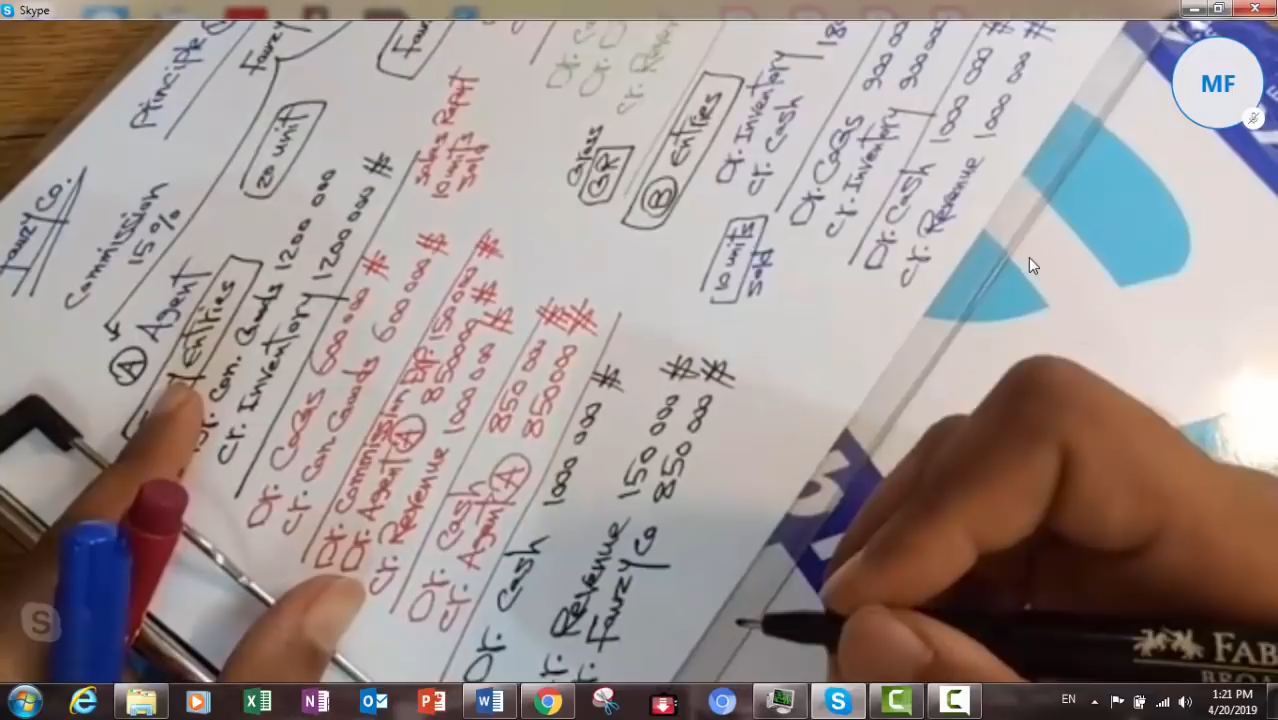 Skype
MF
Principle
Fawzy Co.
Commission
15%
20 unit
A Agent
Entries
Dr. Con. Goods 1200 000
Cr. Inventory 1200 000 #
Sales Report
10 units
Sold
Dr. COGS 600 000 #
Cr. Con. Goods 600 000 #
Dr. Commission EXP. 150 000 #
Dr. Agent A 850 000 #
Cr. Revenue 1000 000 #
Dr. Cash 850 000 #
Cr. Agent A 850 000 #
Dr. Cash 1000 000 #
Revenue 150 000 #
Fawzy Co 850 000 #
GR
B Entries
10 units
Sold
Dr. Inventory
Cr. Cash
Dr. COGS 900 000
Cr. Inventory 900 000
Dr. Cash 1000 000 #
Cr. Revenue 1000 000 #
FAB
EN
1:21 PM
4/20/2019